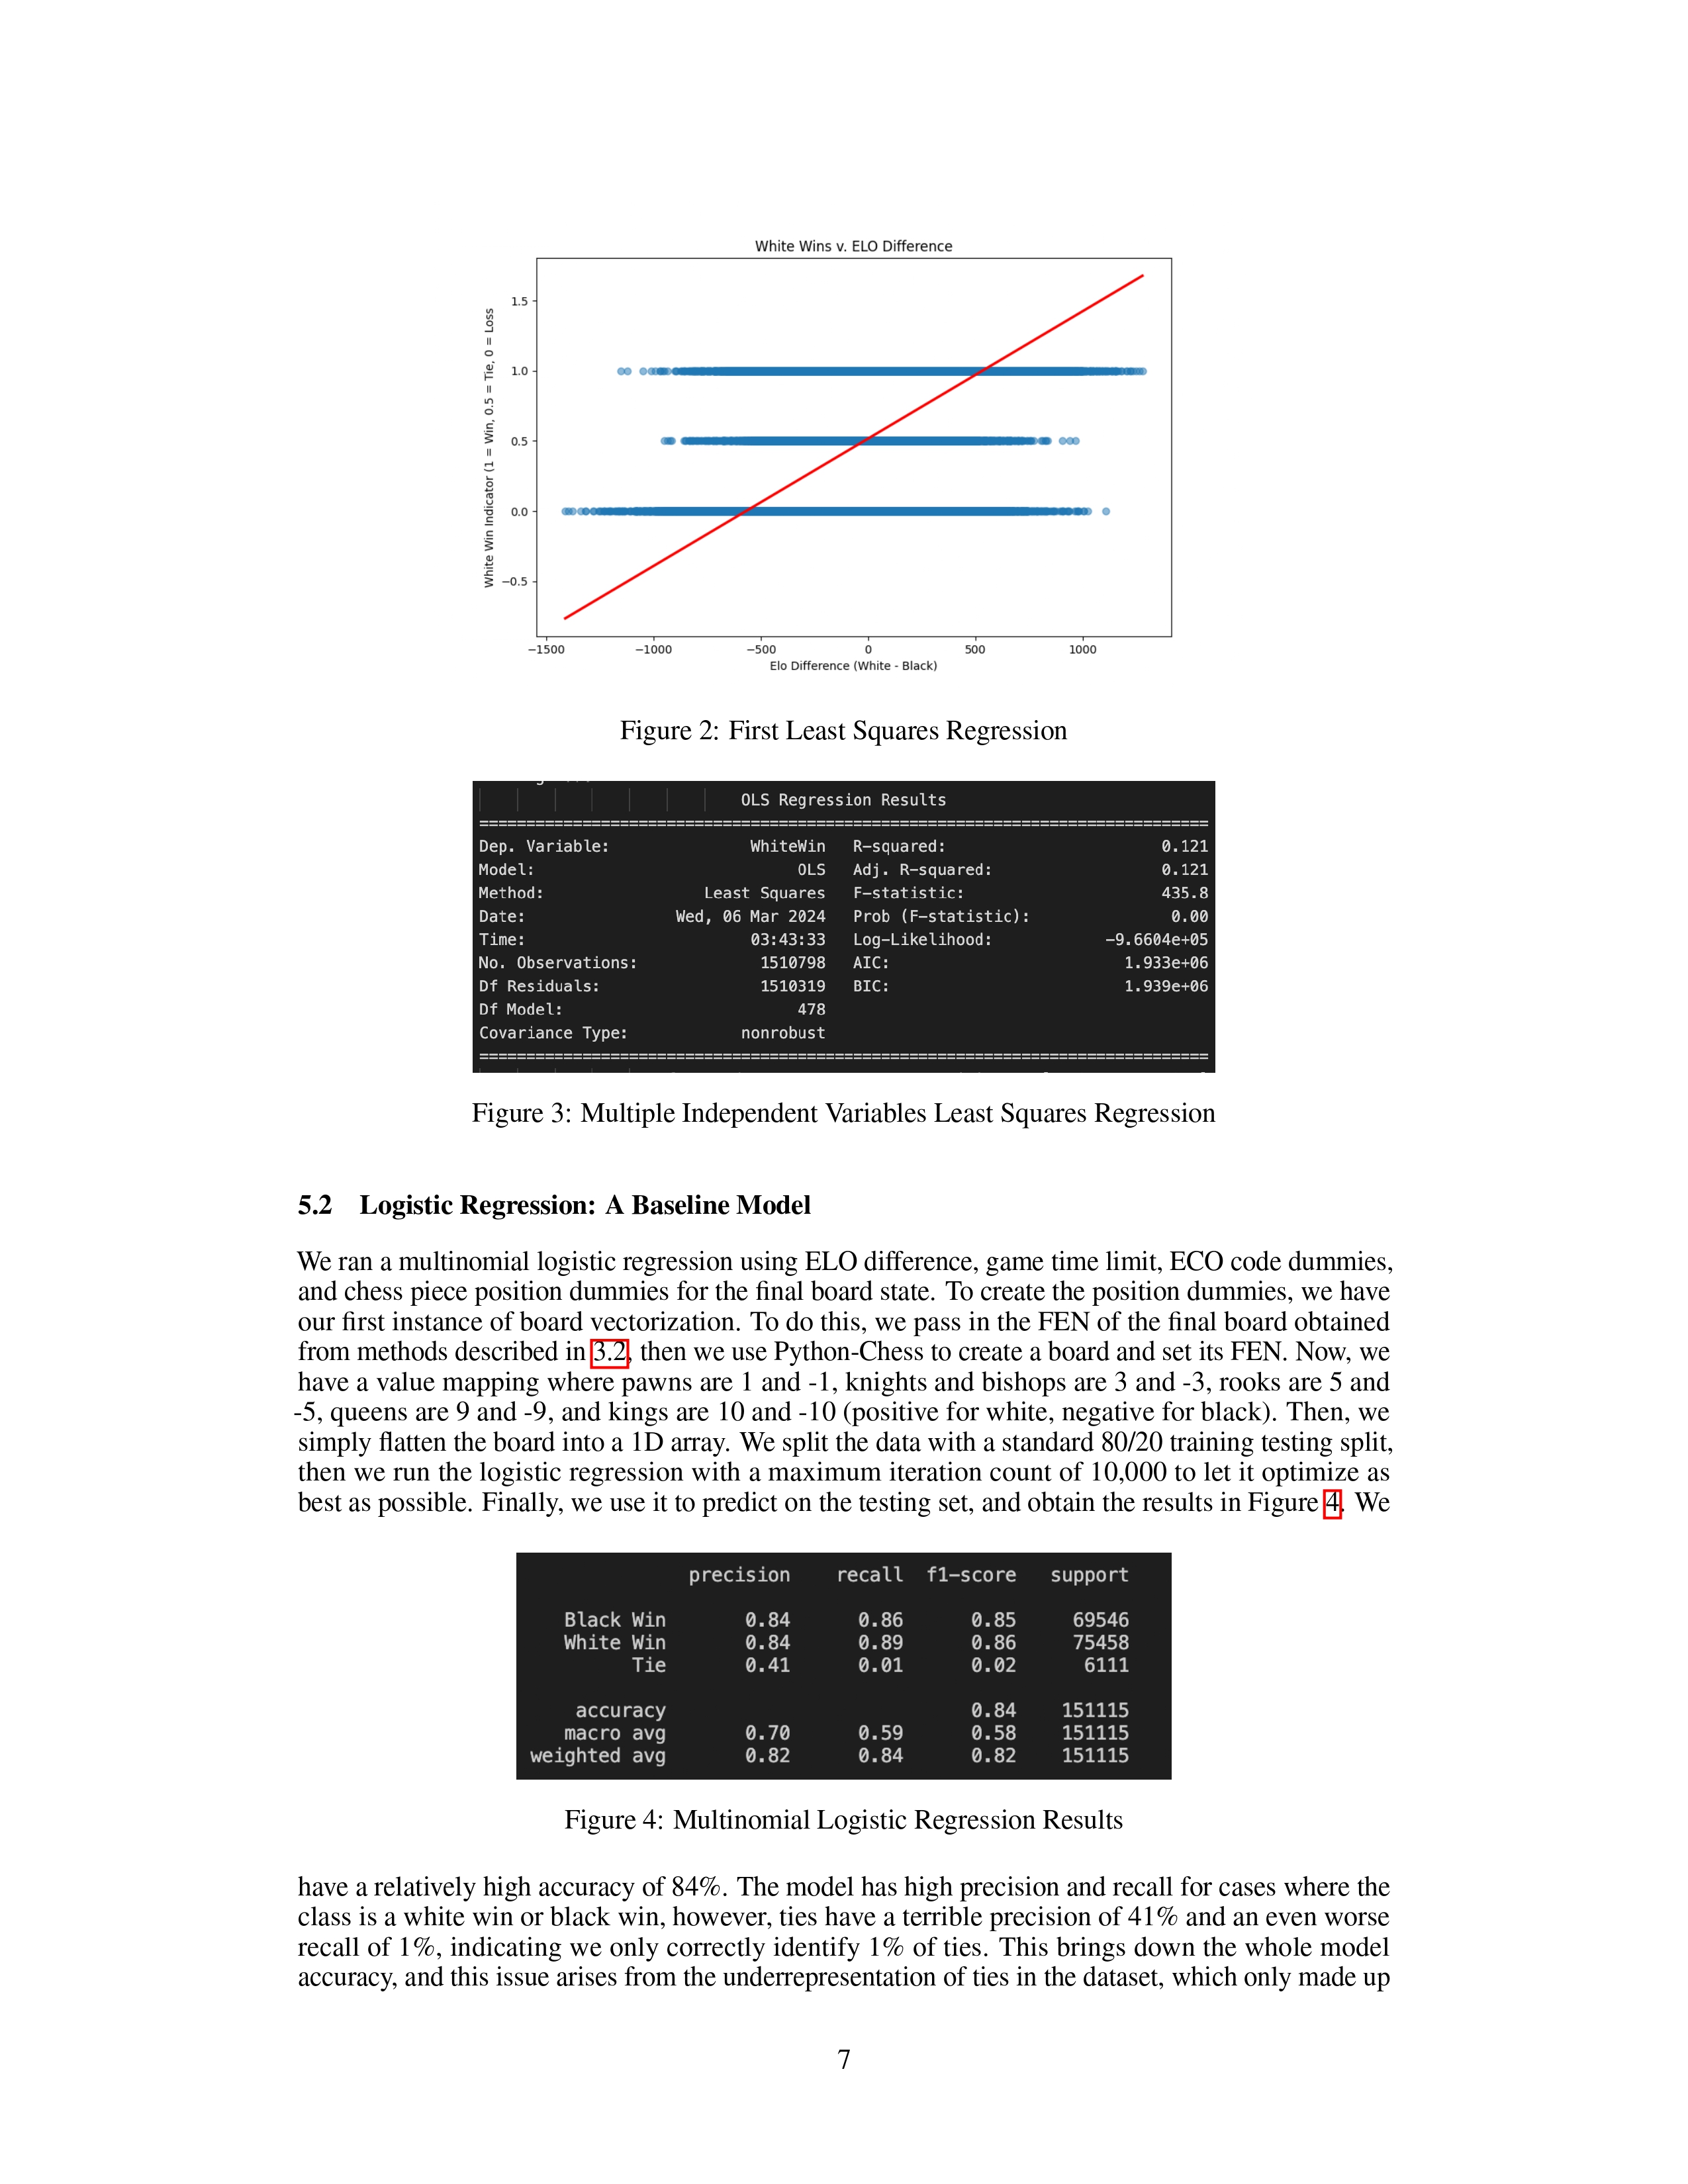 White Wins v. ELO Difference
White Win Indicator (1 = Win, 0.5 = Tie, 0 = Loss
1.5
1.0
0.5
0.0
−0.5
−1500 −1000 −500 0 500 1000
Elo Difference (White - Black)
Figure 2: First Least Squares Regression
OLS Regression Results
==============================================================================
Dep. Variable: WhiteWin R-squared: 0.121
Model: OLS Adj. R-squared: 0.121
Method: Least Squares F-statistic: 435.8
Date: Wed, 06 Mar 2024 Prob (F-statistic): 0.00
Time: 03:43:33 Log-Likelihood: -9.6604e+05
No. Observations: 1510798 AIC: 1.933e+06
Df Residuals: 1510319 BIC: 1.939e+06
Df Model: 478
Covariance Type: nonrobust
==============================================================================
Figure 3: Multiple Independent Variables Least Squares Regression
5.2 Logistic Regression: A Baseline Model
We ran a multinomial logistic regression using ELO difference, game time limit, ECO code dummies,
and chess piece position dummies for the final board state. To create the position dummies, we have
our first instance of board vectorization. To do this, we pass in the FEN of the final board obtained
from methods described in 3.2, then we use Python-Chess to create a board and set its FEN. Now, we
have a value mapping where pawns are 1 and -1, knights and bishops are 3 and -3, rooks are 5 and
-5, queens are 9 and -9, and kings are 10 and -10 (positive for white, negative for black). Then, we
simply flatten the board into a 1D array. We split the data with a standard 80/20 training testing split,
then we run the logistic regression with a maximum iteration count of 10,000 to let it optimize as
best as possible. Finally, we use it to predict on the testing set, and obtain the results in Figure 4. We
precision recall f1-score support
Black Win 0.84 0.86 0.85 69546
White Win 0.84 0.89 0.86 75458
Tie 0.41 0.01 0.02 6111
accuracy 0.84 151115
macro avg 0.70 0.59 0.58 151115
weighted avg 0.82 0.84 0.82 151115
Figure 4: Multinomial Logistic Regression Results
have a relatively high accuracy of 84%. The model has high precision and recall for cases where the
class is a white win or black win, however, ties have a terrible precision of 41% and an even worse
recall of 1%, indicating we only correctly identify 1% of ties. This brings down the whole model
accuracy, and this issue arises from the underrepresentation of ties in the dataset, which only made up
7